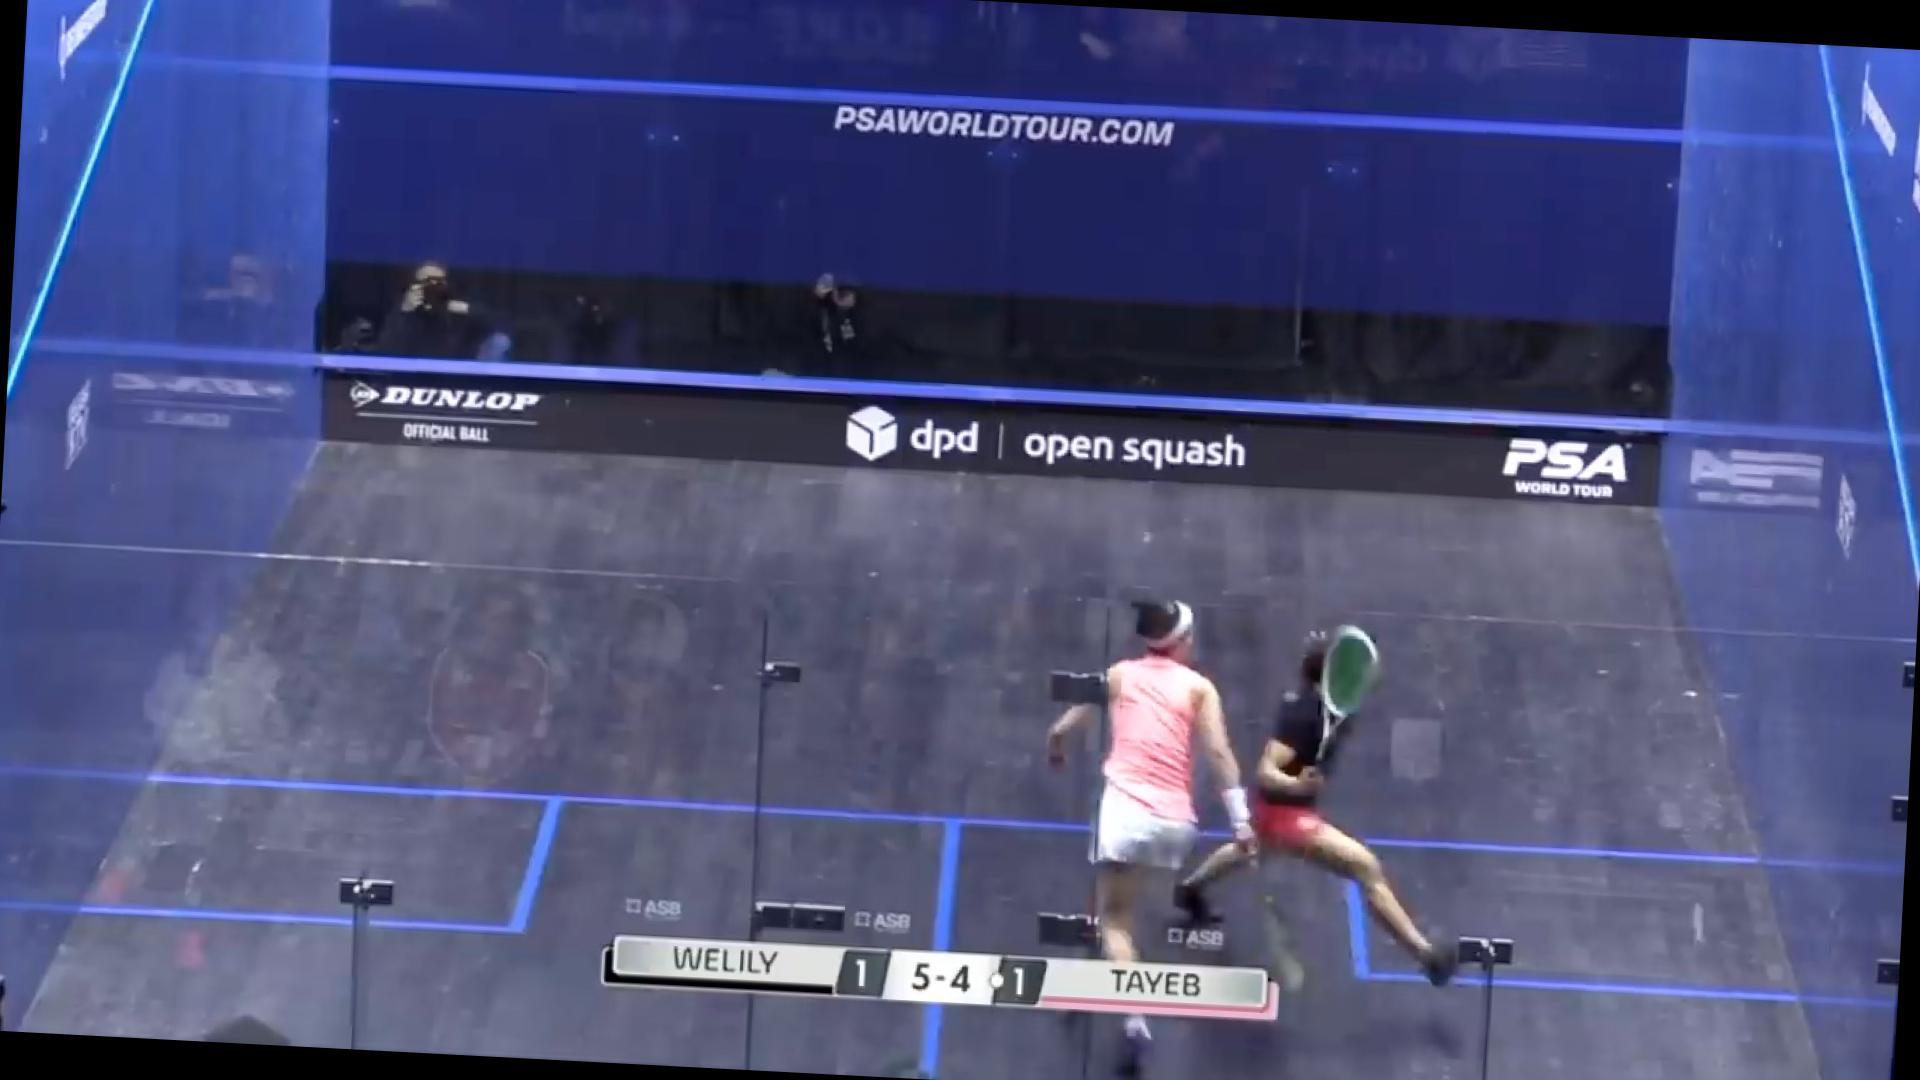 PSAWORLDTOUR.COM
DUNLOP
OFFICIAL BALL
dpd | open squash
PSA
WORLD TOUR
ASB
ASB
ASB
WELILY 1 5-4 1 TAYEB